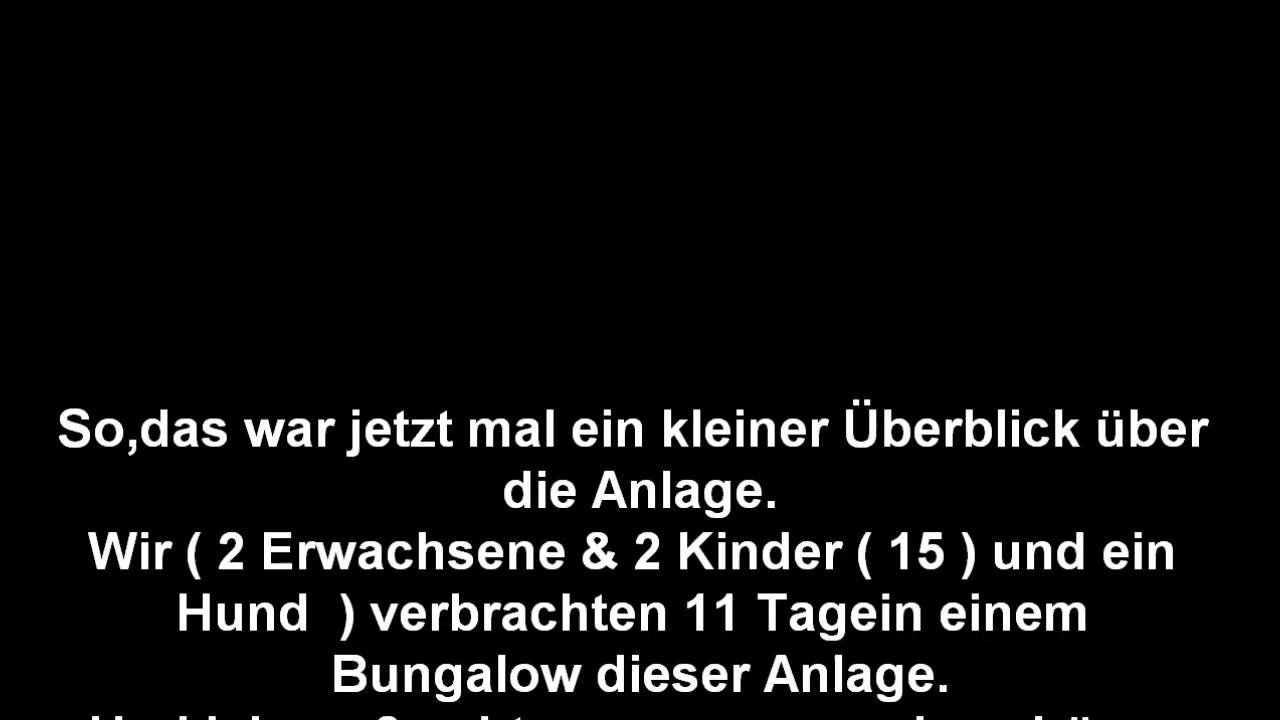 So,das war jetzt mal ein kleiner Überblick über
die Anlage.
Wir ( 2 Erwachsene & 2 Kinder ( 15 ) und ein
Hund  ) verbrachten 11 Tagein einem
Bungalow dieser Anlage.